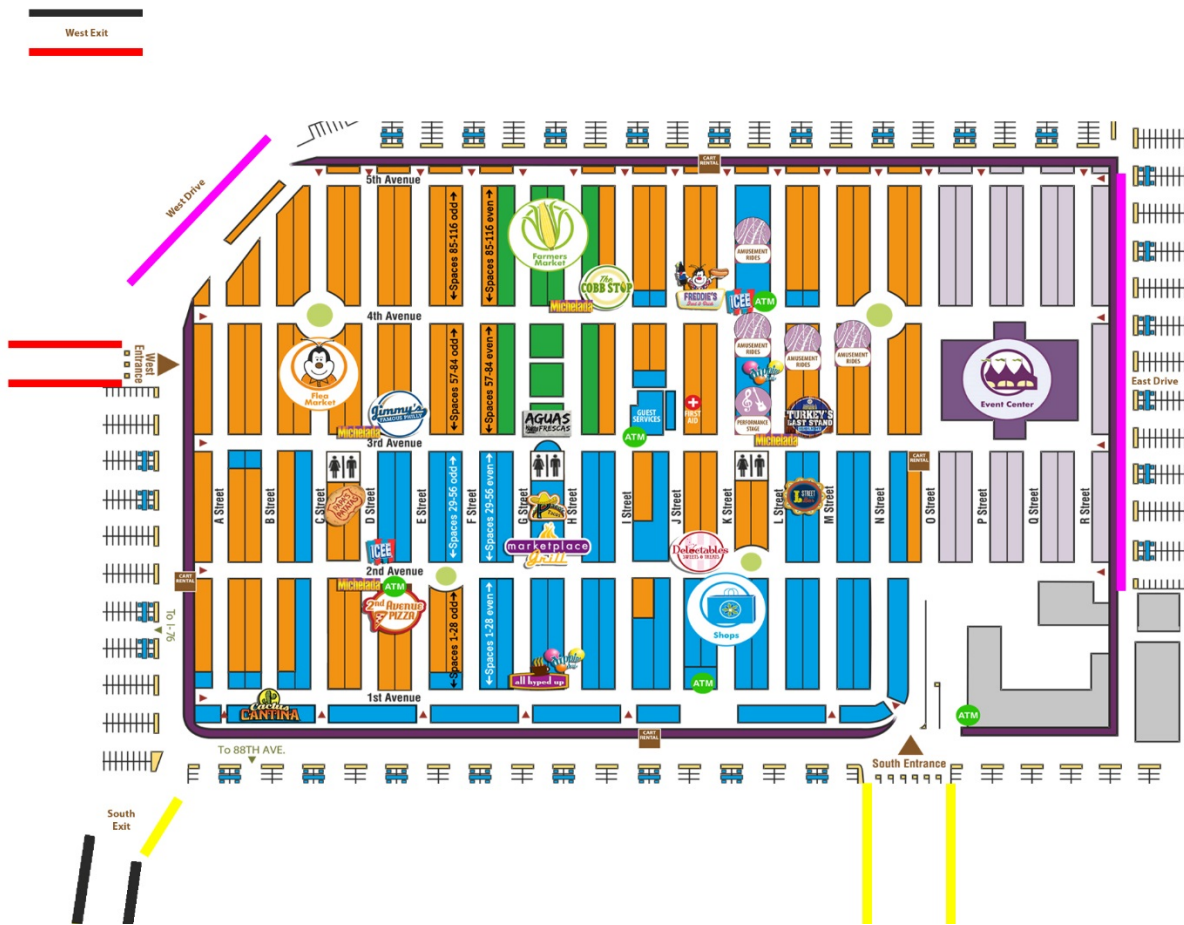 West Exit
West Drive
CART
RENTAL
5th Avenue
Spaces 85-116 odd
Spaces 85-116 even
Farmers
Market
The
COBB STOP
Michelada
FREDDIE'S
ICEE
ATM
AMUSEMENT
RIDES
4th Avenue
West
Entrance
Flea
Market
Jimmy's
FAMOUS PHILLY
Michelada
Spaces 57-84 odd
Spaces 57-84 even
AGUAS
FRESCAS
GUEST
SERVICES
ATM
FIRST
AID
AMUSEMENT
RIDES
AMUSEMENT
RIDES
AMUSEMENT
RIDES
PERFORMANCE
STAGE
Michelada
TURKEY'S
LAST STAND
Event Center
East Drive
3rd Avenue
CART
RENTAL
A Street
B Street
C Street
D Street
E Street
F Street
G Street
H Street
I Street
J Street
K Street
L Street
M Street
N Street
O Street
P Street
Q Street
R Street
Spaces 29-56 odd
Spaces 29-56 even
L STREET
marketplace
Grill
Delectables
ICEE
2nd Avenue
CART
RENTAL
Michelada
ATM
2nd Avenue
PIZZA
Spaces 1-28 odd
Spaces 1-28 even
Shops
To I-76
all hyped up
ATM
1st Avenue
Cactus
CANTINA
CART
RENTAL
ATM
To 88TH AVE.
South Entrance
South
Exit